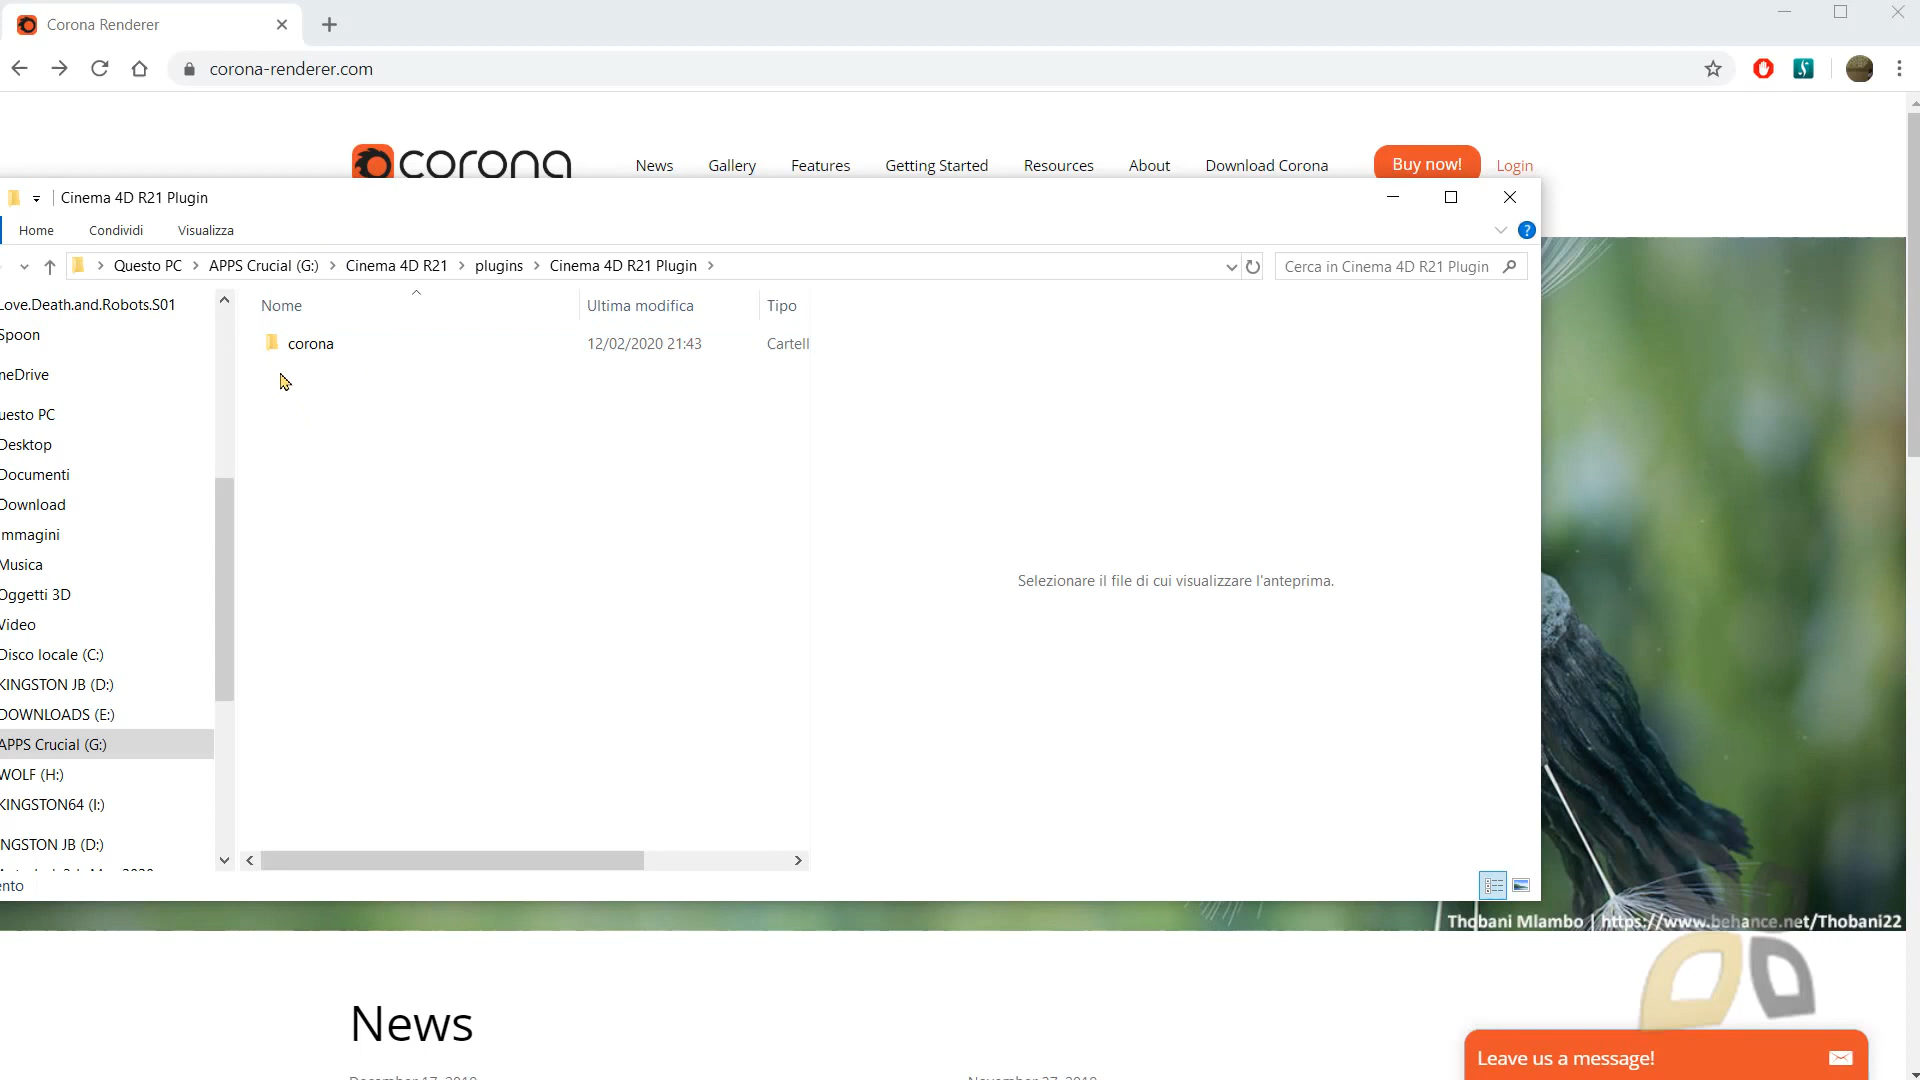 Corona Renderer
corona-renderer.com
corona
News Gallery Features Getting Started Resources About Download Corona Buy now! Login
Cinema 4D R21 Plugin
Home Condividi Visualizza
Questo PC > APPS Crucial (G:) > Cinema 4D R21 > plugins > Cinema 4D R21 Plugin >
Cerca in Cinema 4D R21 Plugin
Love.Death.and.Robots.S01
Spoon
neDrive
uesto PC
Desktop
Documenti
Download
mmagini
Musica
Oggetti 3D
Video
Disco locale (C:)
KINGSTON JB (D:)
DOWNLOADS (E:)
APPS Crucial (G:)
WOLF (H:)
KINGSTON64 (I:)
NGSTON JB (D:)
ento
Nome Ultima modifica Tipo
corona 12/02/2020 21:43 Cartell
Selezionare il file di cui visualizzare l'anteprima.
Thobani Mlambo | https://www.behance.net/Thobani22
News
Leave us a message!